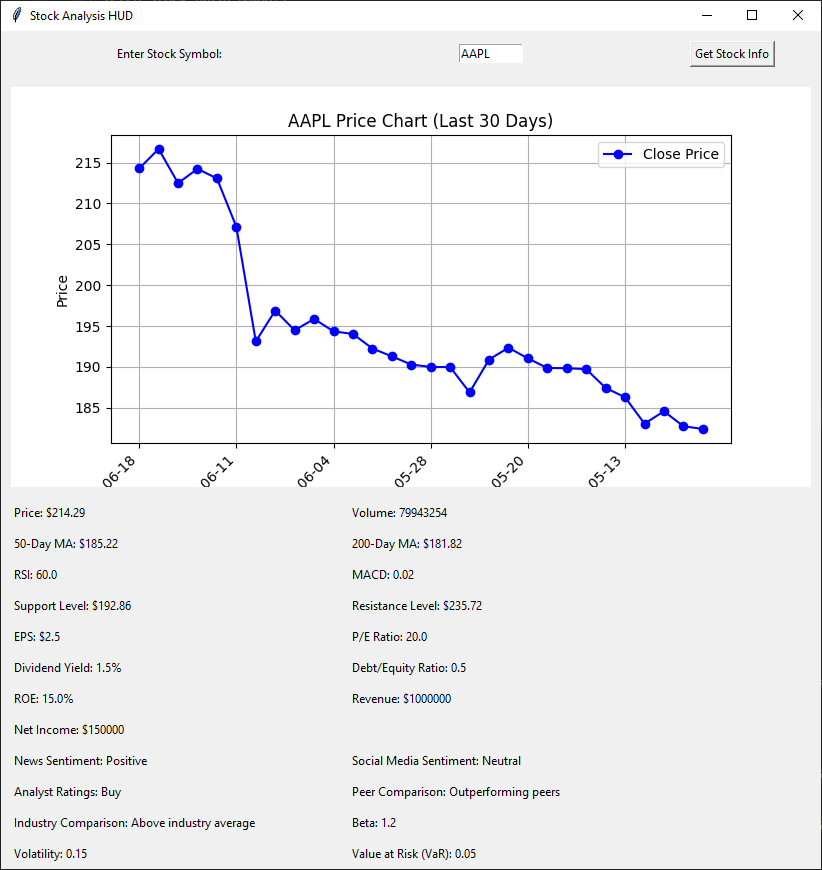 Stock Analysis HUD
Enter Stock Symbol: AAPL Get Stock Info
AAPL Price Chart (Last 30 Days)
Close Price
Price
215
210
205
200
195
190
185
06-18 06-11 06-04 05-28 05-20 05-13
Price: $214.29 Volume: 79943254
50-Day MA: $185.22 200-Day MA: $181.82
RSI: 60.0 MACD: 0.02
Support Level: $192.86 Resistance Level: $235.72
EPS: $2.5 P/E Ratio: 20.0
Dividend Yield: 1.5% Debt/Equity Ratio: 0.5
ROE: 15.0% Revenue: $1000000
Net Income: $150000
News Sentiment: Positive Social Media Sentiment: Neutral
Analyst Ratings: Buy Peer Comparison: Outperforming peers
Industry Comparison: Above industry average Beta: 1.2
Volatility: 0.15 Value at Risk (VaR): 0.05